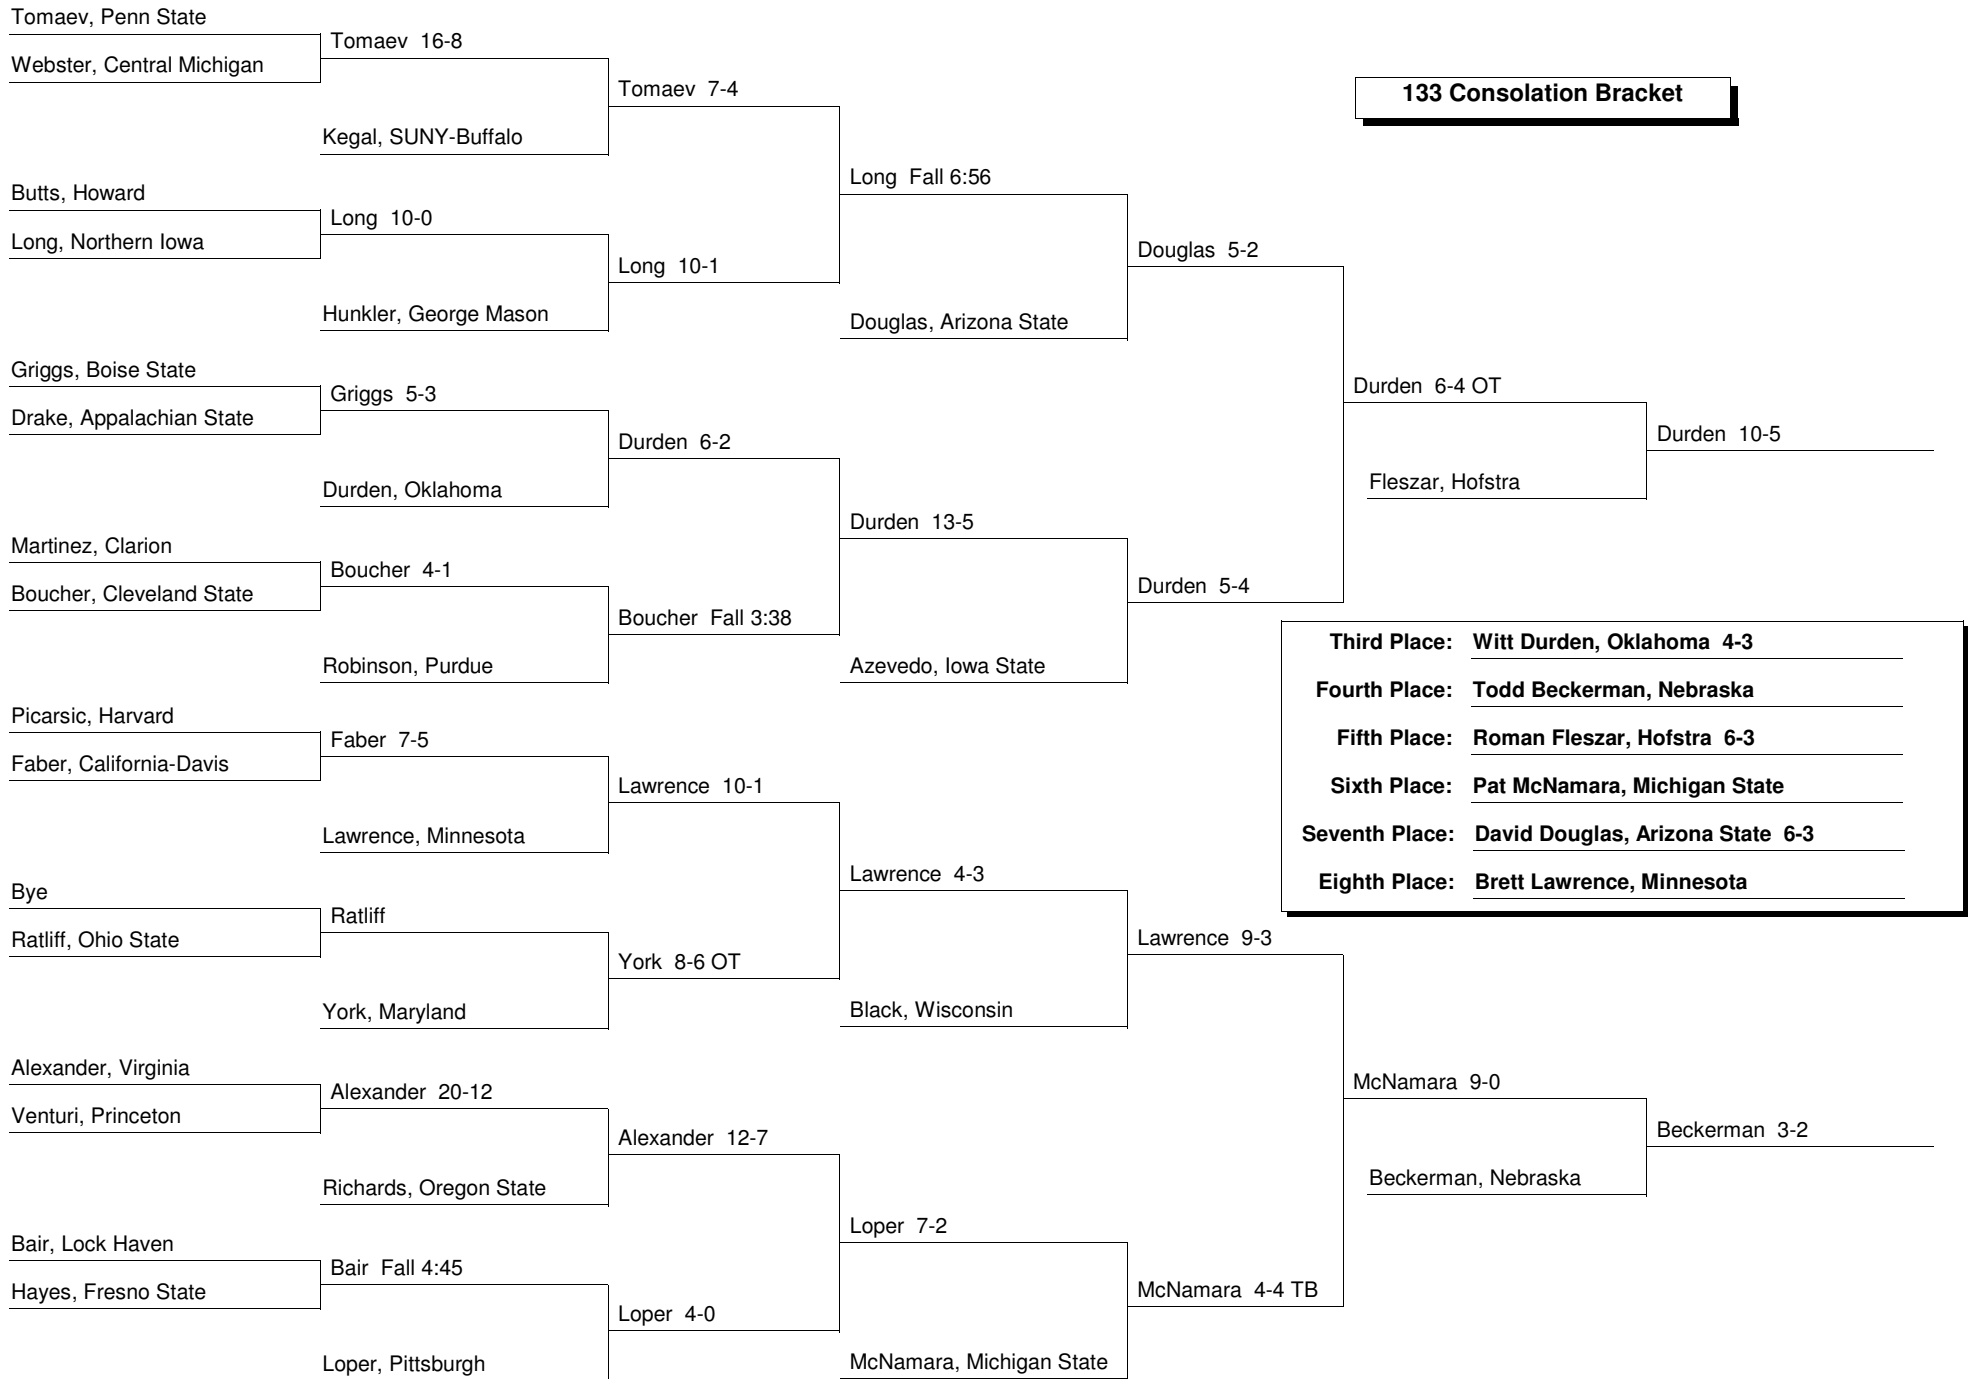 Tomaev, Penn State
Tomaev 16-8
Webster, Central Michigan
Tomaev 7-4
133 Consolation Bracket
Kegal, SUNY-Buffalo
Long Fall 6:56
Butts, Howard
Long 10-0
Long, Northern Iowa
Douglas 5-2
Long 10-1
Hunkler, George Mason
Douglas, Arizona State
Griggs, Boise State
Durden 6-4 OT
Griggs 5-3
Drake, Appalachian State
Durden 10-5
Durden 6-2
Fleszar, Hofstra
Durden, Oklahoma
Durden 13-5
Martinez, Clarion
Boucher 4-1
Durden 5-4
Boucher, Cleveland State
Boucher Fall 3:38
Third Place: Witt Durden, Oklahoma 4-3
Robinson, Purdue
Azevedo, Iowa State
Fourth Place: Todd Beckerman, Nebraska
Picarsic, Harvard
Fifth Place: Roman Fleszar, Hofstra 6-3
Faber 7-5
Faber, California-Davis
Lawrence 10-1
Sixth Place: Pat McNamara, Michigan State
Lawrence, Minnesota
Seventh Place: David Douglas, Arizona State 6-3
Lawrence 4-3
Eighth Place: Brett Lawrence, Minnesota
Bye
Ratliff
Ratliff, Ohio State
Lawrence 9-3
York 8-6 OT
York, Maryland
Black, Wisconsin
Alexander, Virginia
McNamara 9-0
Alexander 20-12
Venturi, Princeton
Beckerman 3-2
Alexander 12-7
Beckerman, Nebraska
Richards, Oregon State
Loper 7-2
Bair, Lock Haven
Bair Fall 4:45
Hayes, Fresno State
McNamara 4-4 TB
Loper 4-0
Loper, Pittsburgh
McNamara, Michigan State